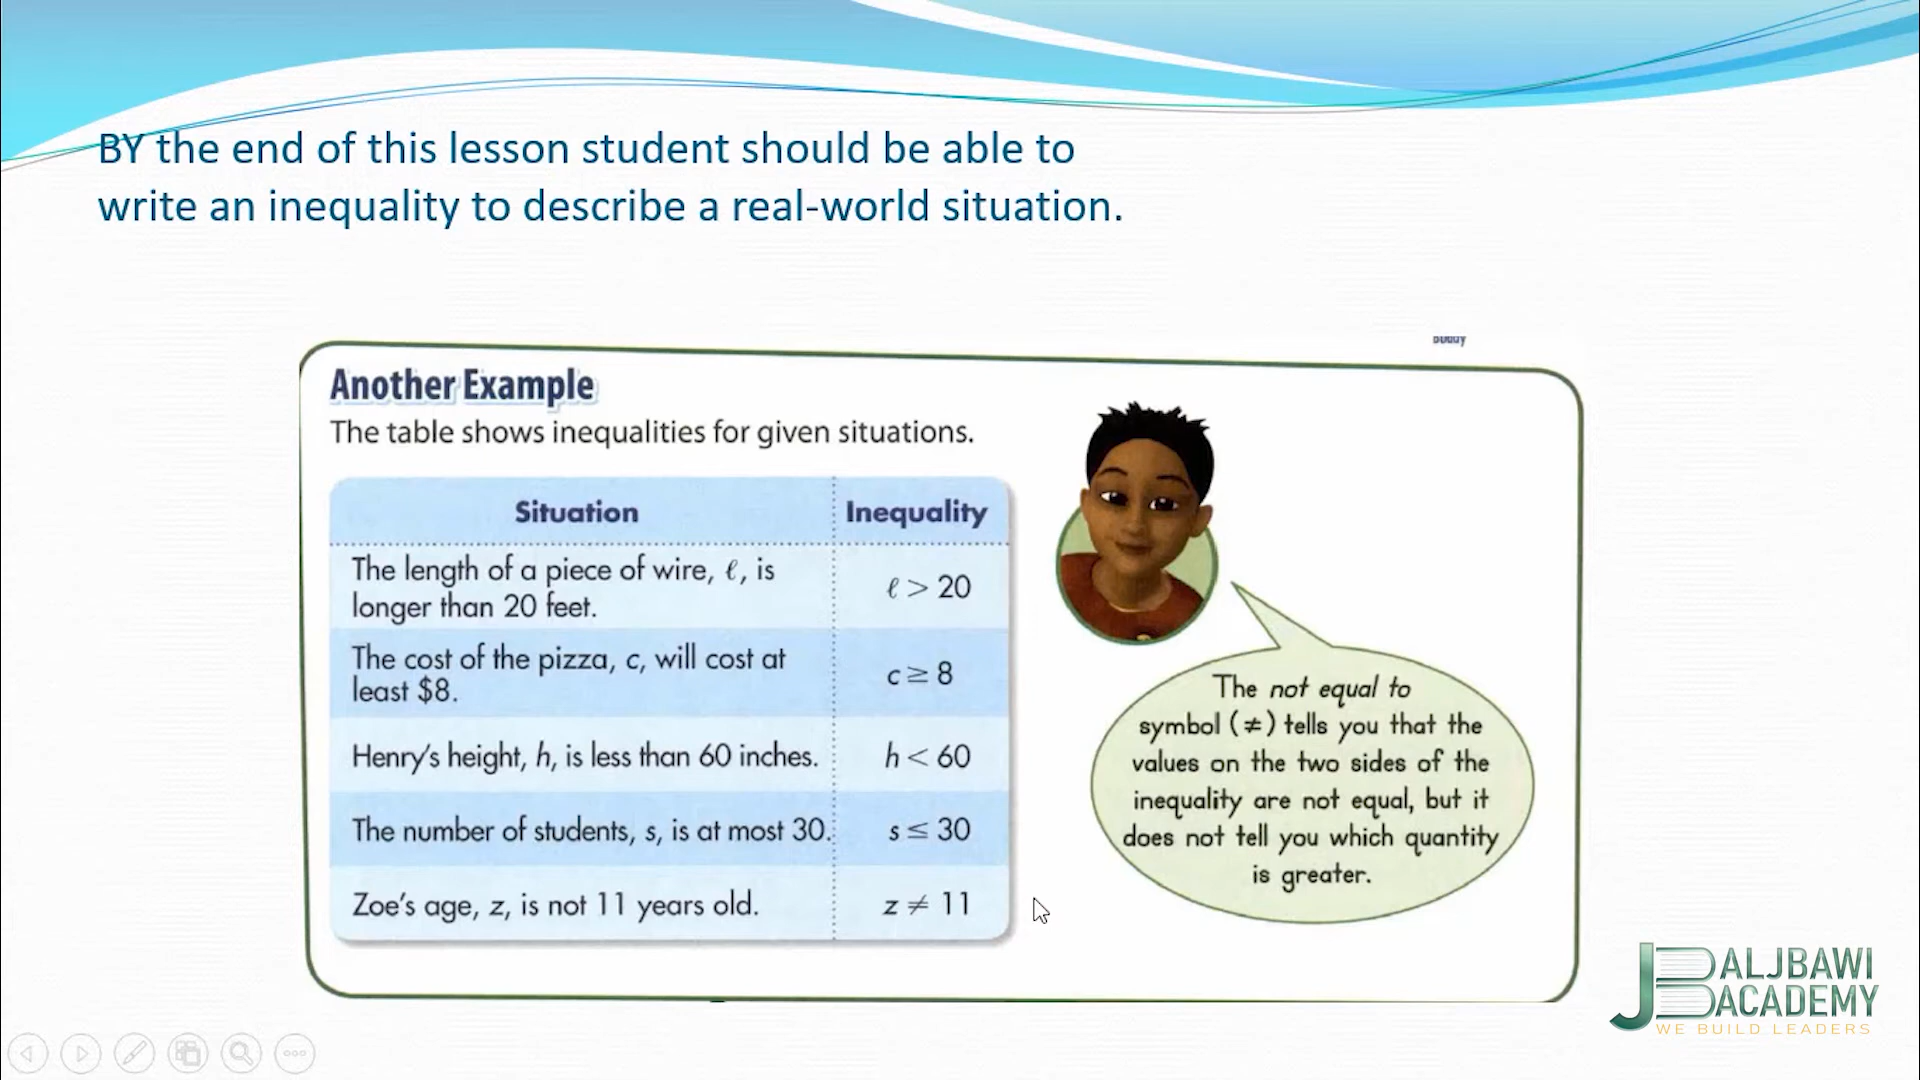 BY the end of this lesson student should be able to
write an inequality to describe a real-world situation.
Another Example
The table shows inequalities for given situations.
Situation
Inequality
The length of a piece of wire, ℓ, is
longer than 20 feet.
ℓ > 20
The cost of the pizza, c, will cost at
least $8.
c ≥ 8
Henry's height, h, is less than 60 inches.
h < 60
The number of students, s, is at most 30.
s ≤ 30
Zoe's age, z, is not 11 years old.
z ≠ 11
The not equal to
symbol (≠) tells you that the
values on the two sides of the
inequality are not equal, but it
does not tell you which quantity
is greater.
ALJBAWI
ACADEMY
WE BUILD LEADERS